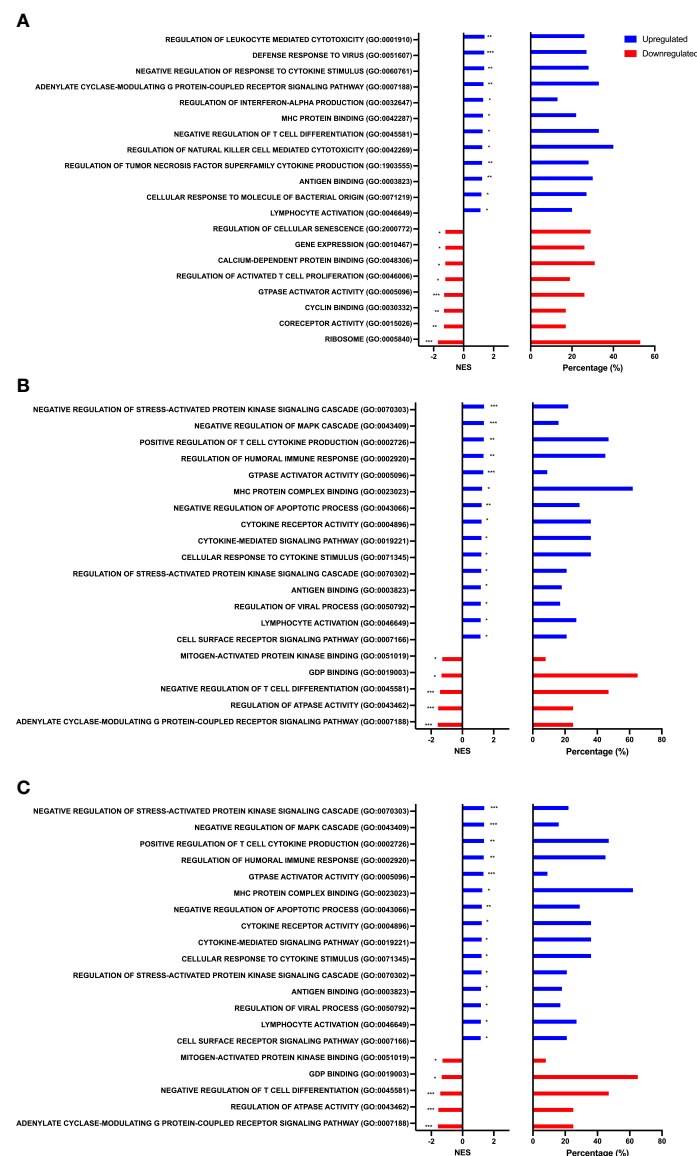 A
REGULATION OF LEUKOCYTE MEDIATED CYTOTOXICITY (GO:0001910)
**
Upregulated
DEFENSE RESPONSE TO VIRUS (GO:0051607)
***
Downregulated
NEGATIVE REGULATION OF RESPONSE TO CYTOKINE STIMULUS (GO:0060761)
**
ADENYLATE CYCLASE-MODULATING G PROTEIN-COUPLED RECEPTOR SIGNALING PATHWAY (GO:0007188)
**
REGULATION OF INTERFERON-ALPHA PRODUCTION (GO:0032647)
*
MHC PROTEIN BINDING (GO:0042287)
*
NEGATIVE REGULATION OF T CELL DIFFERENTIATION (GO:0045581)
*
REGULATION OF NATURAL KILLER CELL MEDIATED CYTOTOXICITY (GO:0042269)
*
REGULATION OF TUMOR NECROSIS FACTOR SUPERFAMILY CYTOKINE PRODUCTION (GO:1903555)
**
ANTIGEN BINDING (GO:0003823)
**
CELLULAR RESPONSE TO MOLECULE OF BACTERIAL ORIGIN (GO:0071219)
*
LYMPHOCYTE ACTIVATION (GO:0046649)
*
REGULATION OF CELLULAR SENESCENCE (GO:2000772)
*
GENE EXPRESSION (GO:0010467)
*
CALCIUM-DEPENDENT PROTEIN BINDING (GO:0048306)
*
REGULATION OF ACTIVATED T CELL PROLIFERATION (GO:0046006)
*
GTPASE ACTIVATOR ACTIVITY (GO:0005096)
***
CYCLIN BINDING (GO:0030332)
**
CORECEPTOR ACTIVITY (GO:0015026)
**
RIBOSOME (GO:0005840)
***
-2 0 2
0 20 40 60
NES
Percentage (%)
B
NEGATIVE REGULATION OF STRESS-ACTIVATED PROTEIN KINASE SIGNALING CASCADE (GO:0070303)
***
NEGATIVE REGULATION OF MAPK CASCADE (GO:0043409)
***
POSITIVE REGULATION OF T CELL CYTOKINE PRODUCTION (GO:0002726)
**
REGULATION OF HUMORAL IMMUNE RESPONSE (GO:0002920)
**
GTPASE ACTIVATOR ACTIVITY (GO:0005096)
***
MHC PROTEIN COMPLEX BINDING (GO:0023023)
*
NEGATIVE REGULATION OF APOPTOTIC PROCESS (GO:0043066)
**
CYTOKINE RECEPTOR ACTIVITY (GO:0004896)
*
CYTOKINE-MEDIATED SIGNALING PATHWAY (GO:0019221)
*
CELLULAR RESPONSE TO CYTOKINE STIMULUS (GO:0071345)
*
REGULATION OF STRESS-ACTIVATED PROTEIN KINASE SIGNALING CASCADE (GO:0070302)
*
ANTIGEN BINDING (GO:0003823)
*
REGULATION OF VIRAL PROCESS (GO:0050792)
*
LYMPHOCYTE ACTIVATION (GO:0046649)
*
CELL SURFACE RECEPTOR SIGNALING PATHWAY (GO:0007166)
*
MITOGEN-ACTIVATED PROTEIN KINASE BINDING (GO:0051019)
*
GDP BINDING (GO:0019003)
*
NEGATIVE REGULATION OF T CELL DIFFERENTIATION (GO:0045581)
***
REGULATION OF ATPASE ACTIVITY (GO:0043462)
***
ADENYLATE CYCLASE-MODULATING G PROTEIN-COUPLED RECEPTOR SIGNALING PATHWAY (GO:0007188)
***
-2 0 2
0 20 40 60 80
NES
Percentage (%)
C
NEGATIVE REGULATION OF STRESS-ACTIVATED PROTEIN KINASE SIGNALING CASCADE (GO:0070303)
***
NEGATIVE REGULATION OF MAPK CASCADE (GO:0043409)
***
POSITIVE REGULATION OF T CELL CYTOKINE PRODUCTION (GO:0002726)
**
REGULATION OF HUMORAL IMMUNE RESPONSE (GO:0002920)
**
GTPASE ACTIVATOR ACTIVITY (GO:0005096)
***
MHC PROTEIN COMPLEX BINDING (GO:0023023)
*
NEGATIVE REGULATION OF APOPTOTIC PROCESS (GO:0043066)
**
CYTOKINE RECEPTOR ACTIVITY (GO:0004896)
*
CYTOKINE-MEDIATED SIGNALING PATHWAY (GO:0019221)
*
CELLULAR RESPONSE TO CYTOKINE STIMULUS (GO:0071345)
*
REGULATION OF STRESS-ACTIVATED PROTEIN KINASE SIGNALING CASCADE (GO:0070302)
*
ANTIGEN BINDING (GO:0003823)
*
REGULATION OF VIRAL PROCESS (GO:0050792)
*
LYMPHOCYTE ACTIVATION (GO:0046649)
*
CELL SURFACE RECEPTOR SIGNALING PATHWAY (GO:0007166)
*
MITOGEN-ACTIVATED PROTEIN KINASE BINDING (GO:0051019)
*
GDP BINDING (GO:0019003)
*
NEGATIVE REGULATION OF T CELL DIFFERENTIATION (GO:0045581)
***
REGULATION OF ATPASE ACTIVITY (GO:0043462)
***
ADENYLATE CYCLASE-MODULATING G PROTEIN-COUPLED RECEPTOR SIGNALING PATHWAY (GO:0007188)
***
-2 0 2
0 20 40 60 80
NES
Percentage (%)